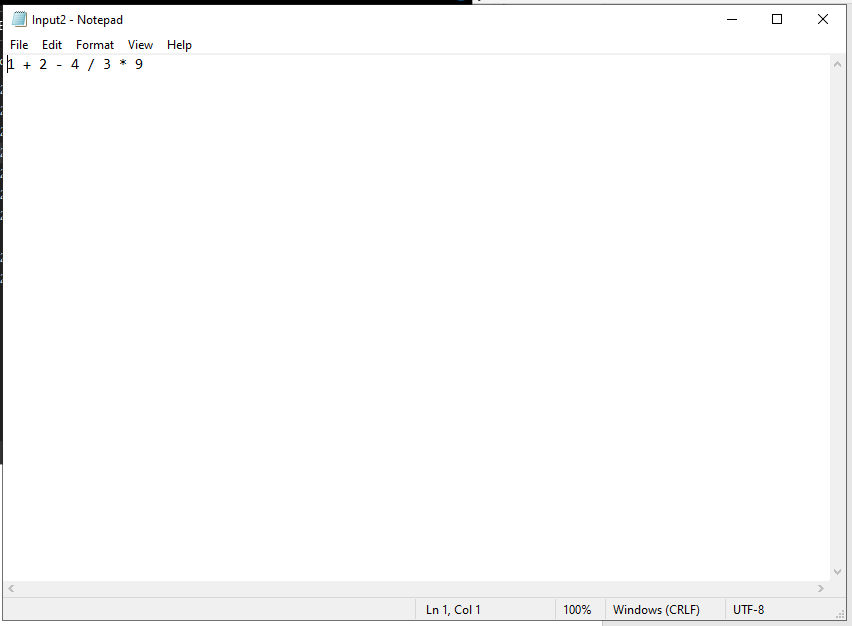 Input2 - Notepad
File Edit Format View Help
1 + 2 - 4 / 3 * 9
Ln 1, Col 1 100% Windows (CRLF) UTF-8